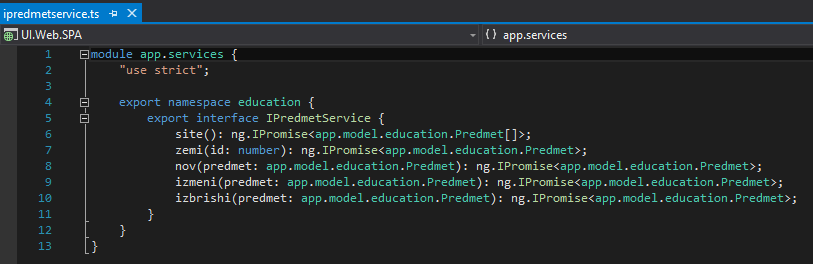 ipredmetservice.ts
UI.Web.SPA
{} app.services
1 module app.services {
2 "use strict";
3
4 export namespace education {
5 export interface IPredmetService {
6 site(): ng.IPromise<app.model.education.Predmet[]>;
7 zemi(id: number): ng.IPromise<app.model.education.Predmet>;
8 nov(predmet: app.model.education.Predmet): ng.IPromise<app.model.education.Predmet>;
9 izmeni(predmet: app.model.education.Predmet): ng.IPromise<app.model.education.Predmet>;
10 izbrishi(predmet: app.model.education.Predmet): ng.IPromise<app.model.education.Predmet>;
11 }
12 }
13 }